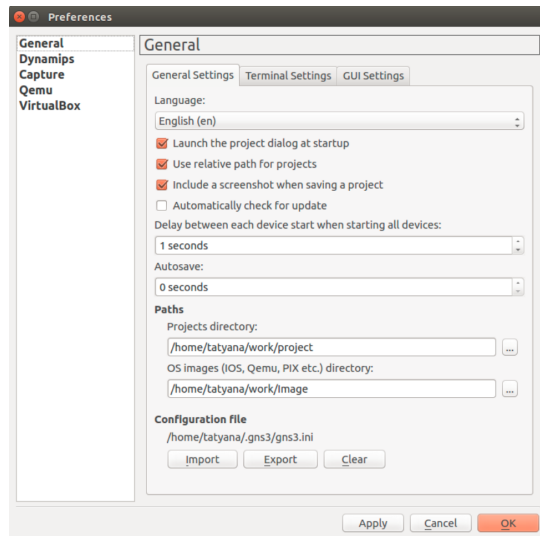 Preferences
General
Dynamips
Capture
Qemu
VirtualBox
General
General Settings Terminal Settings GUI Settings
Language:
English (en)
Launch the project dialog at startup
Use relative path for projects
Include a screenshot when saving a project
Automatically check for update
Delay between each device start when starting all devices:
1 seconds
Autosave:
0 seconds
Paths
Projects directory:
/home/tatyana/work/project
...
OS images (IOS, Qemu, PIX etc.) directory:
/home/tatyana/work/Image
...
Configuration file
/home/tatyana/.gns3/gns3.ini
Import Export Clear
Apply Cancel OK